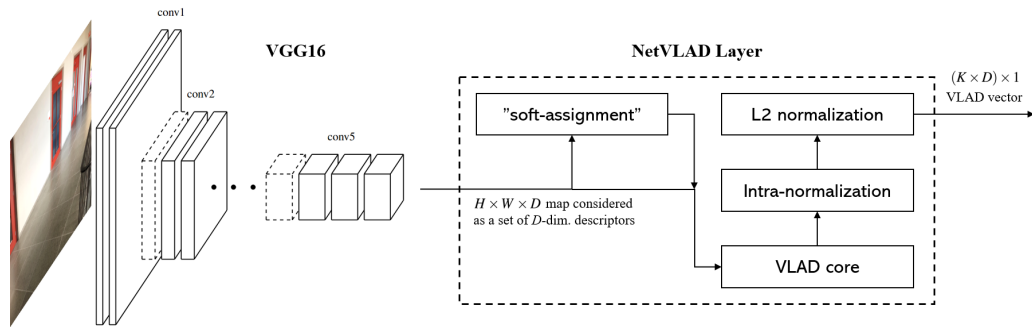 conv1
VGG16
NetVLAD Layer
conv2
conv5
"soft-assignment"
L2 normalization
(K × D) × 1
VLAD vector
Intra-normalization
H × W × D map considered
as a set of D-dim. descriptors
VLAD core